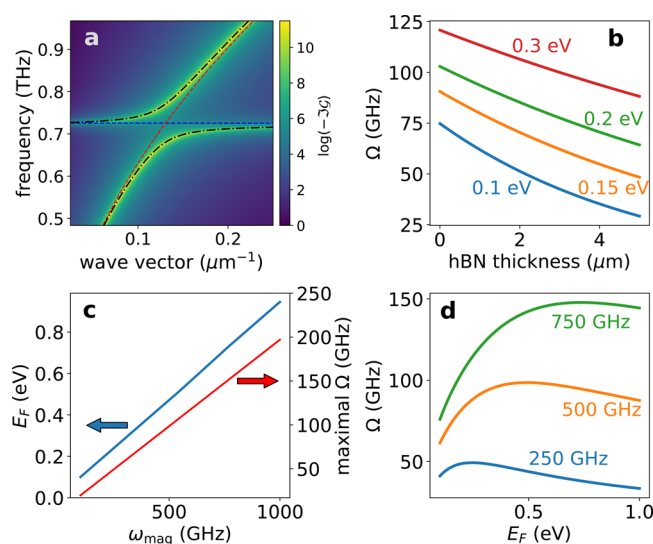 a
0.9
0.8
0.7
0.6
0.5
frequency (THz)
0.1
0.2
wave vector (μm⁻¹)
10
8
6
4
2
0
log(−ℑ𝒢)
b
125
100
75
50
25
Ω (GHz)
0.3 eV
0.2 eV
0.15 eV
0.1 eV
0
2
4
hBN thickness (μm)
c
0.8
0.6
0.4
0.2
0.0
E_F (eV)
250
200
150
100
50
maximal Ω (GHz)
500
1000
ω_mag (GHz)
d
150
100
50
Ω (GHz)
750 GHz
500 GHz
250 GHz
0.5
1.0
E_F (eV)